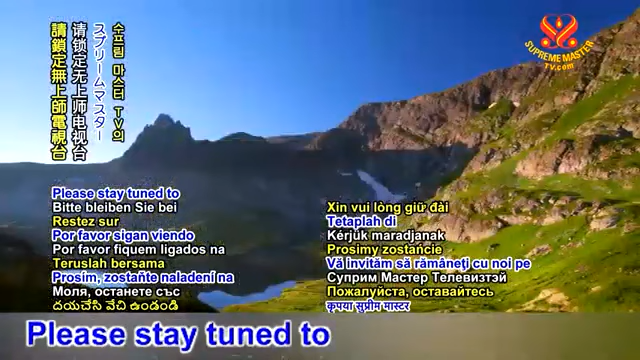 수프림 마스터 TV의
スプリームマスター
请锁定无上师电视台
請鎖定無上師電視台
SUPREME MASTER
TV.com
Please stay tuned to
Bitte bleiben Sie bei
Restez sur
Por favor sigan viendo
Por favor fiquem ligados na
Teruslah bersama
Prosím, zostaňte naladení na
Моля, останете със
దయచేసి వేచి ఉండండి
Xin vui lòng giữ đài
Tetaplah di
Kérjük maradjanak
Prosimy zostańcie
Vă invităm să rămâneţi cu noi pe
Суприм Мастер Телевизтэй
Пожалуйста, оставайтесь
कृपया सुप्रीम मास्टर
Please stay tuned to